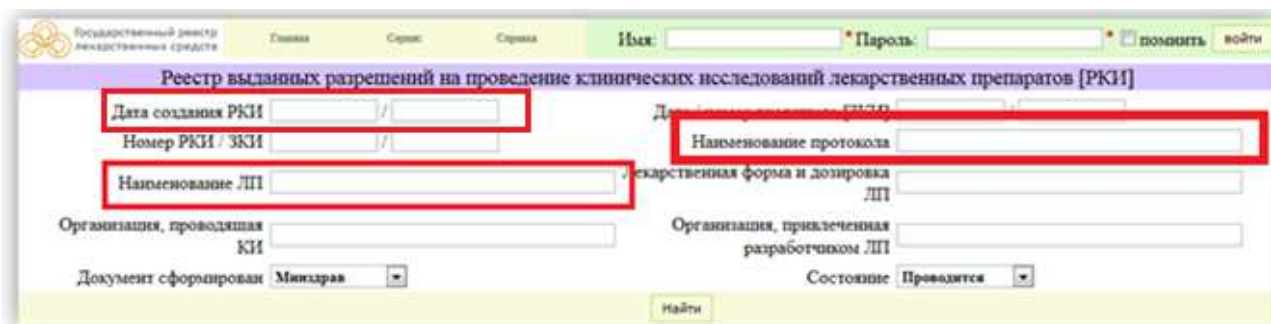 Государственный реестр
лекарственных средств
Главная Сервис Справка Имя: * Пароль: * помнить войти
Реестр выданных разрешений на проведение клинических исследований лекарственных препаратов [РКИ]
Дата создания РКИ / /
Номер РКИ / ЗКИ / Наименование протокола
Наименование ЛП Лекарственная форма и дозировка
ЛП
Организация, проводящая
КИ
Организация, привлеченная
разработчиком ЛП
Документ сформирован Минздрав Состояние Проводится
Найти